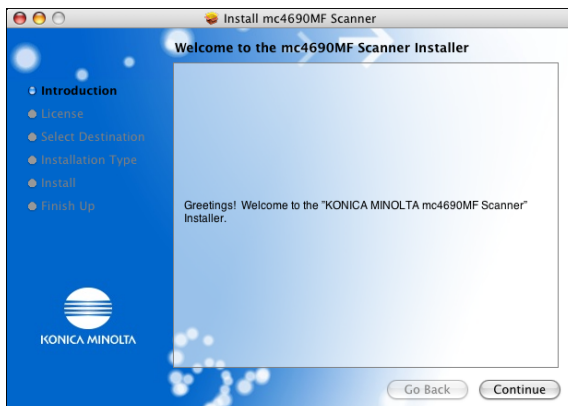 Install mc4690MF Scanner
Welcome to the mc4690MF Scanner Installer
Introduction
License
Select Destination
Installation Type
Install
Finish Up
Greetings! Welcome to the "KONICA MINOLTA mc4690MF Scanner"
Installer.
KONICA MINOLTA
Go Back
Continue